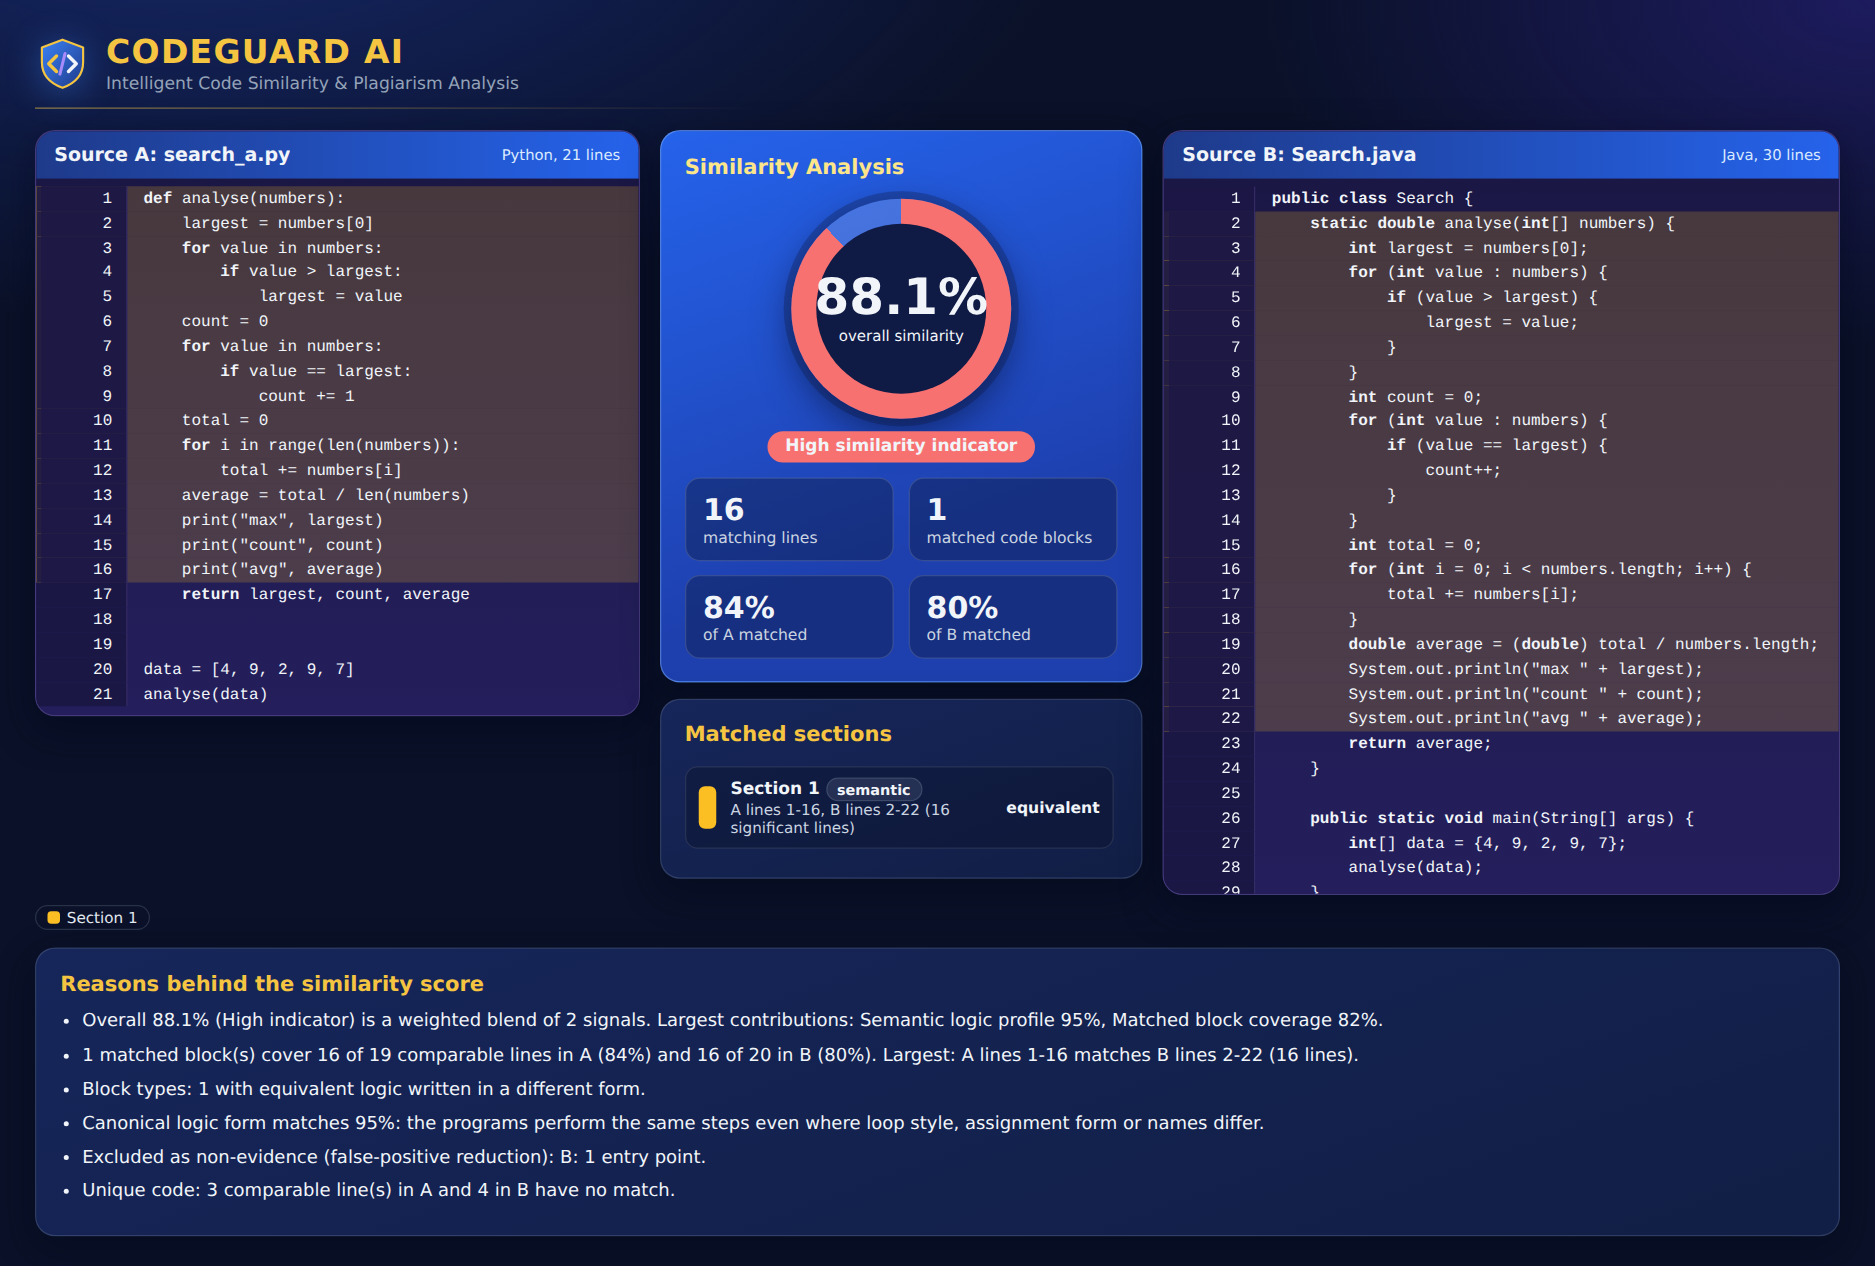 CODEGUARD AI
Intelligent Code Similarity & Plagiarism Analysis
Source A: search_a.py
Python, 21 lines
1 def analyse(numbers):
2     largest = numbers[0]
3     for value in numbers:
4         if value > largest:
5             largest = value
6     count = 0
7     for value in numbers:
8         if value == largest:
9             count += 1
10     total = 0
11     for i in range(len(numbers)):
12         total += numbers[i]
13     average = total / len(numbers)
14     print("max", largest)
15     print("count", count)
16     print("avg", average)
17     return largest, count, average
18
19
20 data = [4, 9, 2, 9, 7]
21 analyse(data)
Similarity Analysis
88.1%
overall similarity
High similarity indicator
16
matching lines
1
matched code blocks
84%
of A matched
80%
of B matched
Matched sections
Section 1 semantic
A lines 1-16, B lines 2-22 (16
significant lines)
equivalent
Source B: Search.java
Java, 30 lines
1 public class Search {
2     static double analyse(int[] numbers) {
3         int largest = numbers[0];
4         for (int value : numbers) {
5             if (value > largest) {
6                 largest = value;
7             }
8         }
9         int count = 0;
10         for (int value : numbers) {
11             if (value == largest) {
12                 count++;
13             }
14         }
15         int total = 0;
16         for (int i = 0; i < numbers.length; i++) {
17             total += numbers[i];
18         }
19         double average = (double) total / numbers.length;
20         System.out.println("max " + largest);
21         System.out.println("count " + count);
22         System.out.println("avg " + average);
23         return average;
24     }
25
26     public static void main(String[] args) {
27         int[] data = {4, 9, 2, 9, 7};
28         analyse(data);
29     }
Section 1
Reasons behind the similarity score
• Overall 88.1% (High indicator) is a weighted blend of 2 signals. Largest contributions: Semantic logic profile 95%, Matched block coverage 82%.
• 1 matched block(s) cover 16 of 19 comparable lines in A (84%) and 16 of 20 in B (80%). Largest: A lines 1-16 matches B lines 2-22 (16 lines).
• Block types: 1 with equivalent logic written in a different form.
• Canonical logic form matches 95%: the programs perform the same steps even where loop style, assignment form or names differ.
• Excluded as non-evidence (false-positive reduction): B: 1 entry point.
• Unique code: 3 comparable line(s) in A and 4 in B have no match.